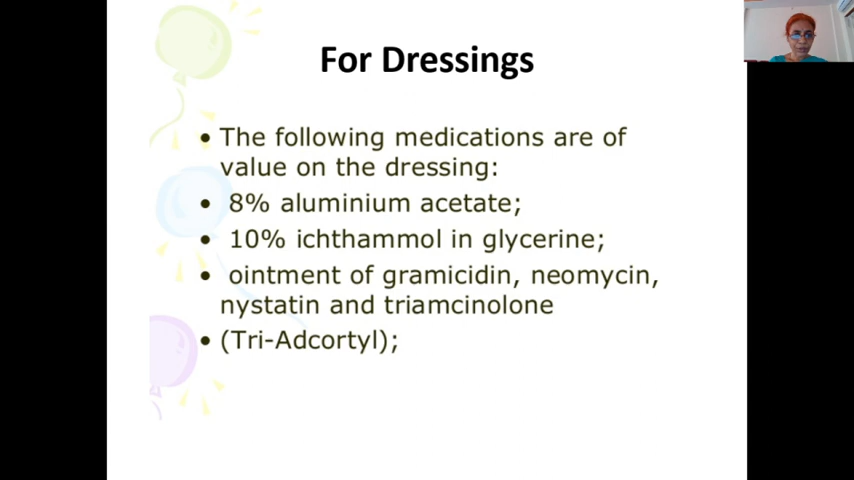 For Dressings
• The following medications are of
value on the dressing:
• 8% aluminium acetate;
• 10% ichthammol in glycerine;
• ointment of gramicidin, neomycin,
nystatin and triamcinolone
• (Tri-Adcortyl);